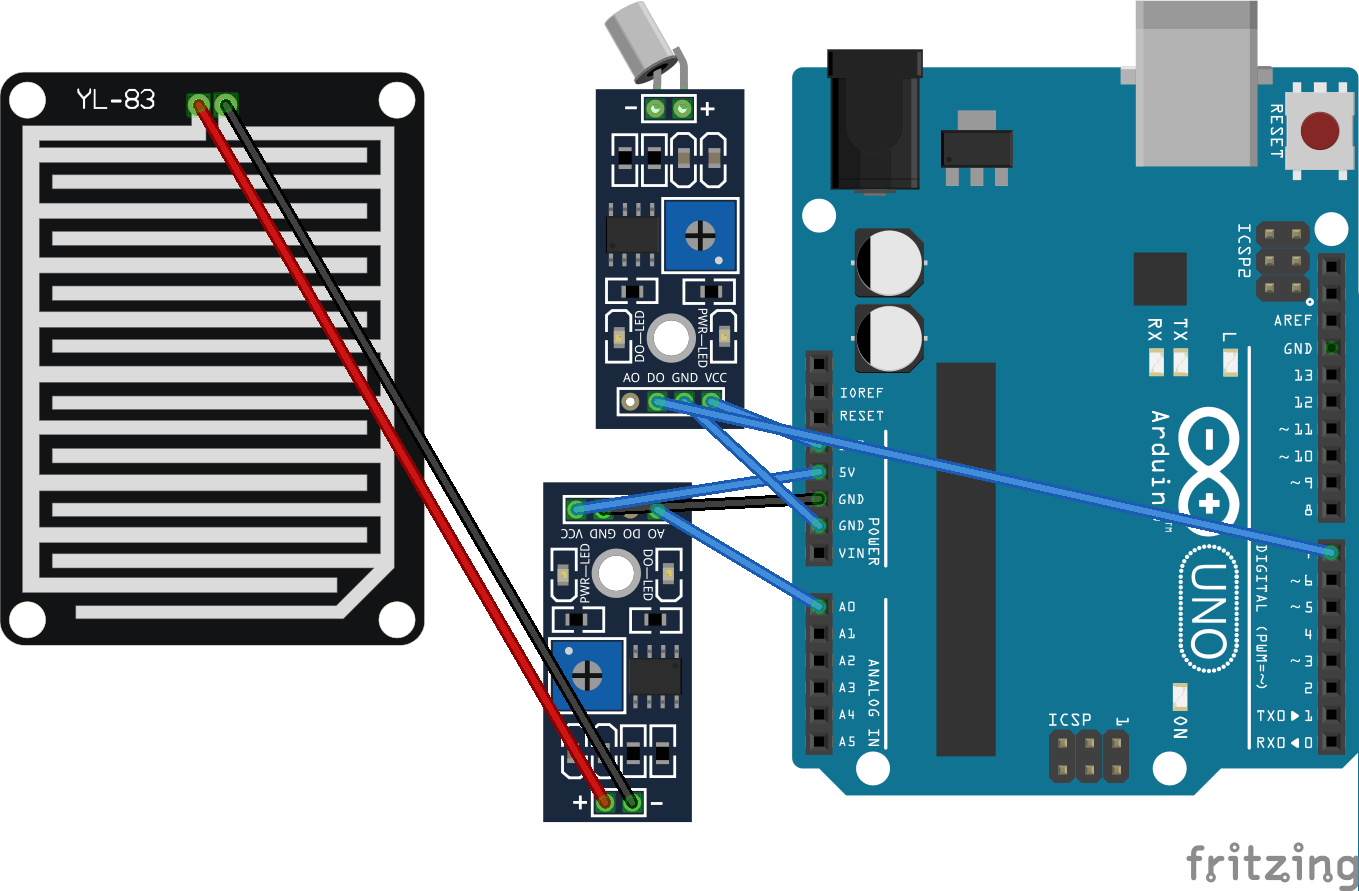 YL-83
− +
AO DO GND VCC
DO—LED
PWR—LED
VCC GND DO AO
PWR—LED
DO—LED
+ −
RESET
ICSP2
IOREF
RESET
5V
GND
GND
VIN
POWER
A0
A1
A2
A3
A4
A5
ANALOG IN
RX
TX
L
AREF
GND
13
12
~11
~10
~9
8
~6
~5
4
~3
2
TX0▶1
RX0◀0
DIGITAL (PWM=~)
TM
UNO
ON
ICSP
1
fritzing